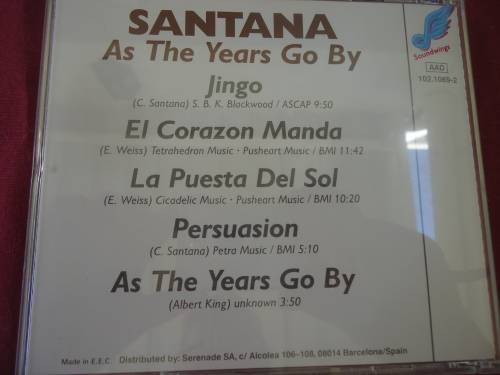 SANTANA
As The Years Go By
Soundwings
AAD
102.1089-2
Jingo
(C. Santana) S. B. K. Blackwood / ASCAP 9:50
El Corazon Manda
(E. Weiss) Tetrahedron Music · Pusheart Music / BMI 11:42
La Puesta Del Sol
(E. Weiss) Cicadelic Music · Pusheart Music / BMI 10:20
Persuasion
(C. Santana) Petra Music / BMI 5:10
As The Years Go By
(Albert King) unknown 3:50
Made in E.E.C. Distributed by: Serenade SA, c/ Alcolea 106-108, 08014 Barcelona/Spain